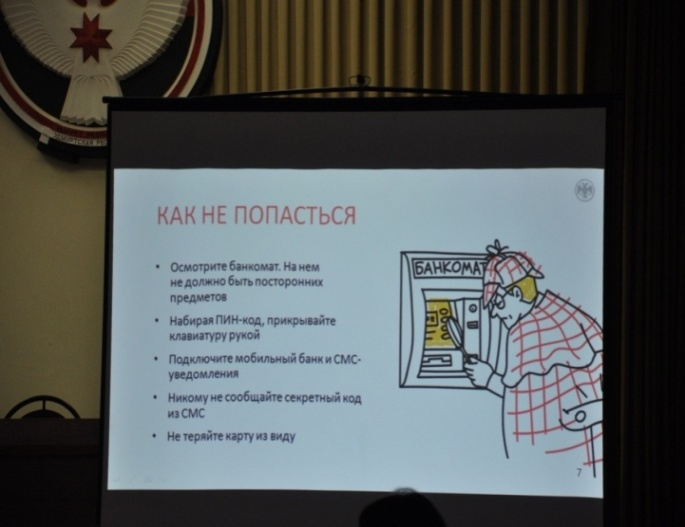 КАК НЕ ПОПАСТЬСЯ
• Осмотрите банкомат. На нем
не должно быть посторонних
предметов
• Набирая ПИН-код, прикрывайте
клавиатуру рукой
• Подключите мобильный банк и СМС-
уведомления
• Никому не сообщайте секретный код
из СМС
• Не теряйте карту из виду
БАНКОМАТ
7